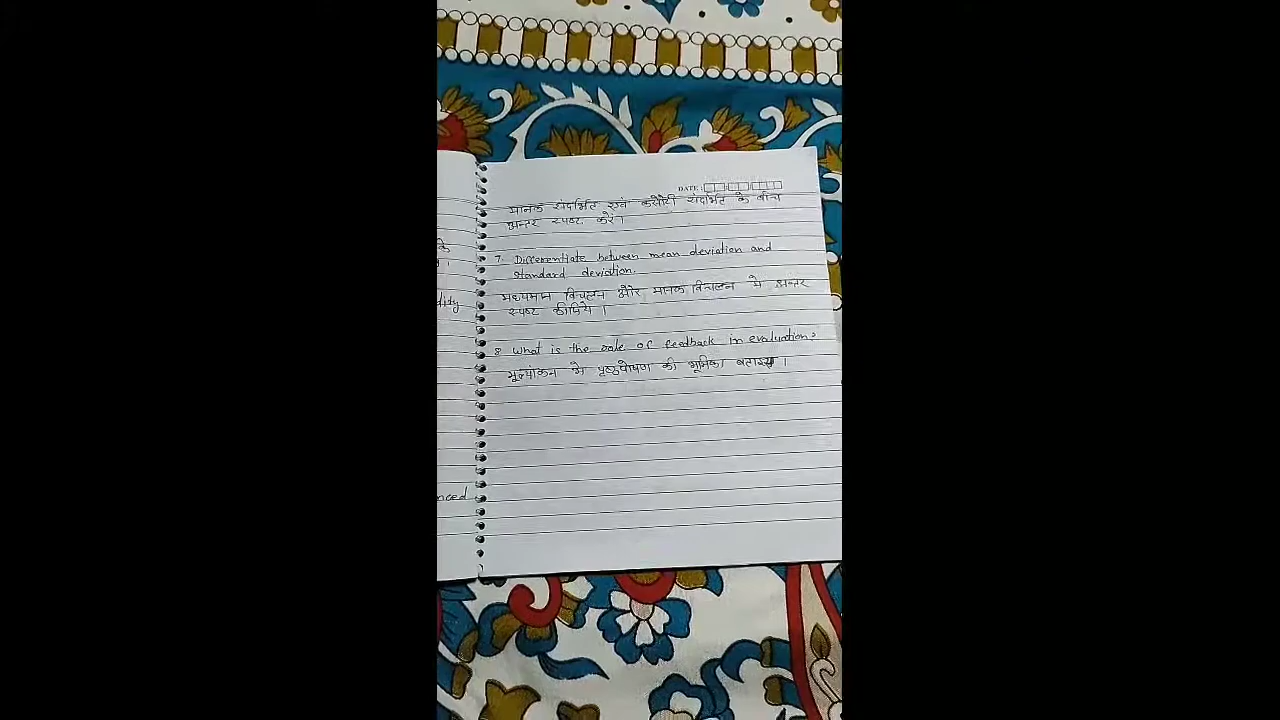 DATE :
मानक संदर्भित एवं कसौटी संदर्भित के बीच
अन्तर स्पष्ट करें।
7. Differentiate between mean deviation and
standard deviation.
मध्यमान विचलन और मानक विचलन मे अन्तर
स्पष्ट कीजिये ।
8 What is the role of feedback in evaluation?
मूल्यांकन मे पृष्ठपोषण की भूमिका बताइए ।